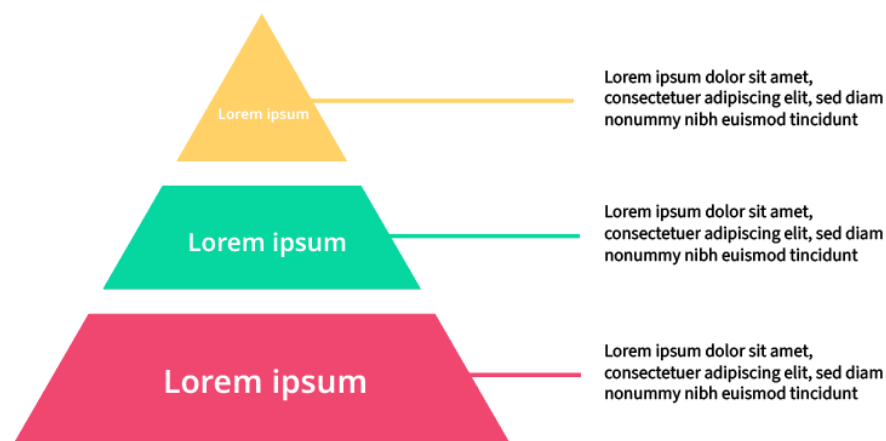 Lorem ipsum
Lorem ipsum dolor sit amet,
consectetuer adipiscing elit, sed diam
nonummy nibh euismod tincidunt
Lorem ipsum
Lorem ipsum dolor sit amet,
consectetuer adipiscing elit, sed diam
nonummy nibh euismod tincidunt
Lorem ipsum
Lorem ipsum dolor sit amet,
consectetuer adipiscing elit, sed diam
nonummy nibh euismod tincidunt